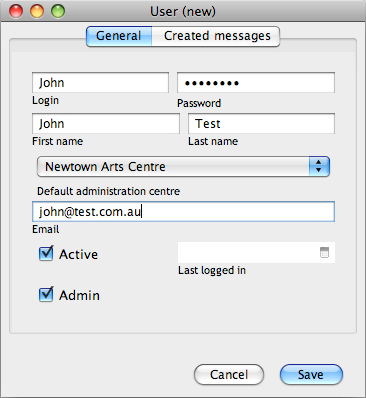 User (new)
General Created messages
John ••••••••
Login Password
John Test
First name Last name
Newtown Arts Centre
Default administration centre
john@test.com.au
Email
Active
Last logged in
Admin
Cancel Save